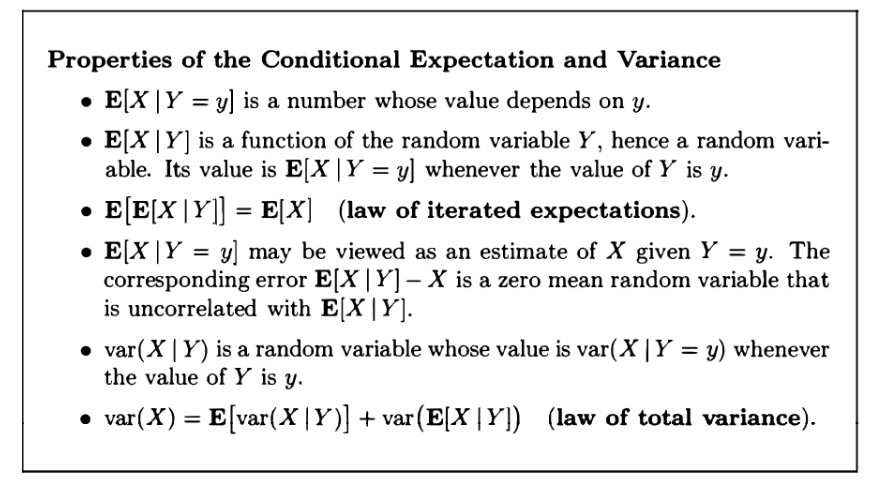 Properties of the Conditional Expectation and Variance
• E[X | Y = y] is a number whose value depends on y.
• E[X | Y] is a function of the random variable Y, hence a random vari-
able. Its value is E[X | Y = y] whenever the value of Y is y.
• E[E[X | Y]] = E[X] (law of iterated expectations).
• E[X | Y = y] may be viewed as an estimate of X given Y = y. The
corresponding error E[X | Y] – X is a zero mean random variable that
is uncorrelated with E[X | Y].
• var(X | Y) is a random variable whose value is var(X | Y = y) whenever
the value of Y is y.
• var(X) = E[var(X | Y)] + var(E[X | Y]) (law of total variance).